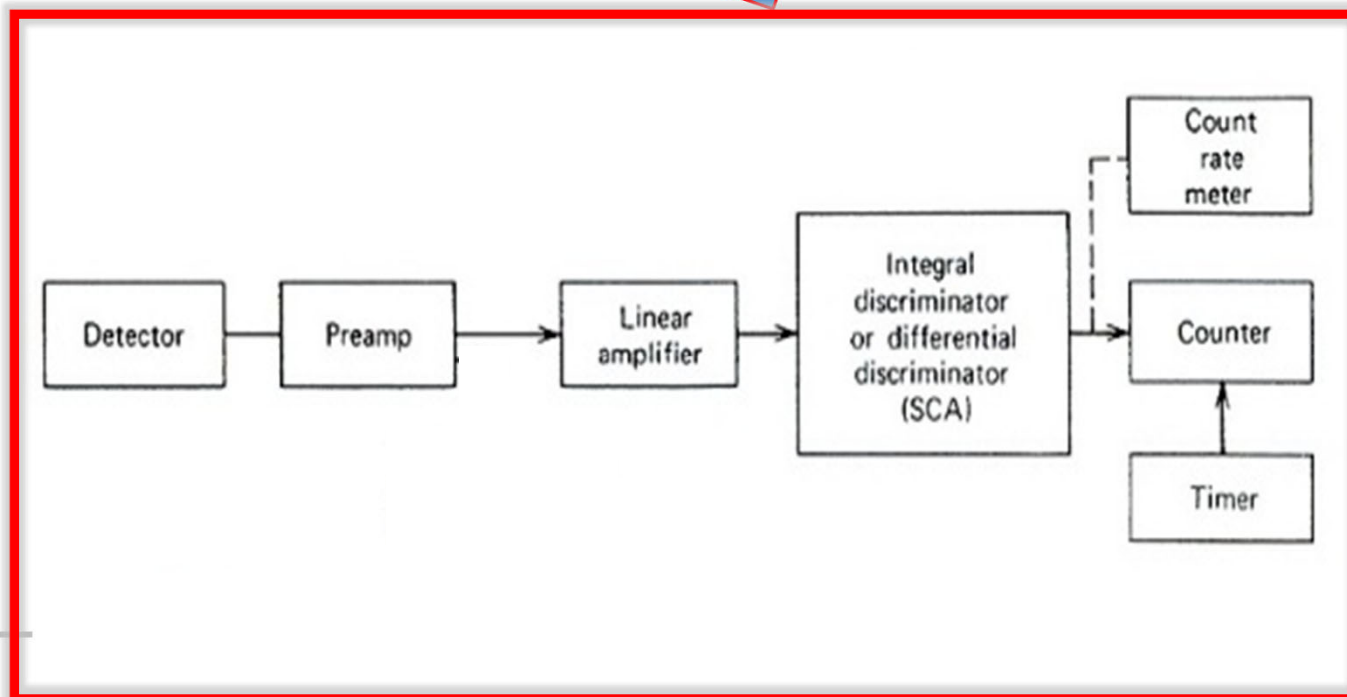 Detector
Preamp
Linear
amplifier
Integral
discriminator
or differential
discriminator
(SCA)
Count
rate
meter
Counter
Timer